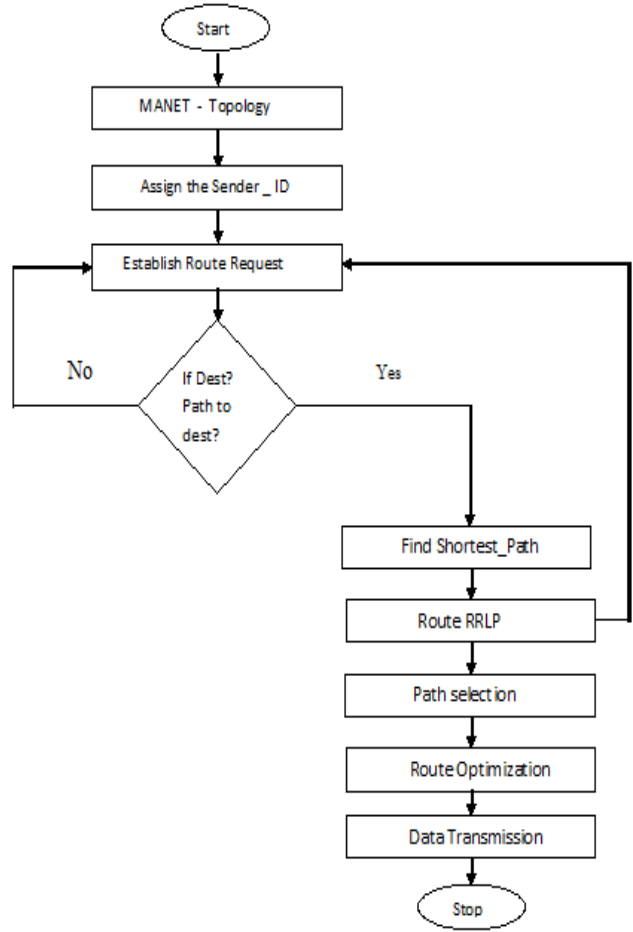 Start
MANET - Topology
Assign the Sender _ ID
Establish Route Request
No
If Dest?
Path to
dest?
Yes
Find Shortest_Path
Route RRLP
Path selection
Route Optimization
Data Transmission
Stop